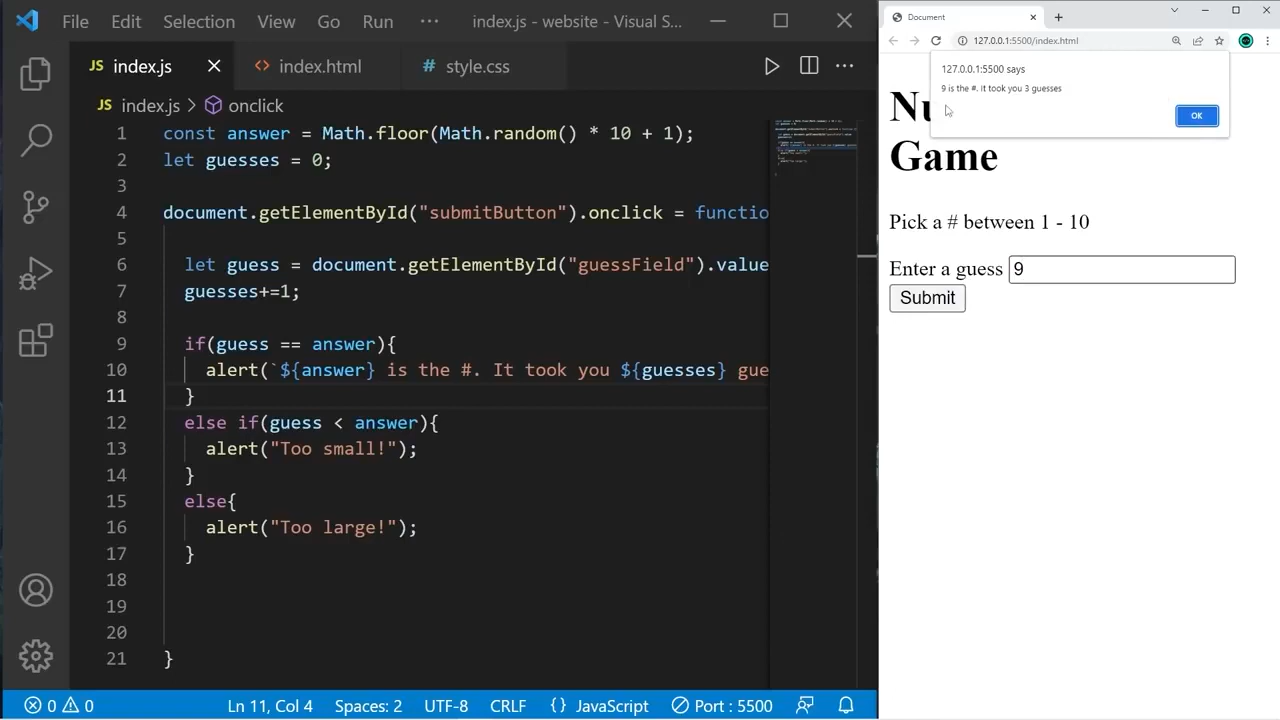 File Edit Selection View Go Run ··· index.js - website - Visual S...
JS index.js
<> index.html
# style.css
JS index.js > onclick
1 const answer = Math.floor(Math.random() * 10 + 1);
2 let guesses = 0;
3
4 document.getElementById("submitButton").onclick = functio
5
6 let guess = document.getElementById("guessField").value
7 guesses+=1;
8
9 if(guess == answer){
10 alert(`${answer} is the #. It took you ${guesses} gue
11 }
12 else if(guess < answer){
13 alert("Too small!");
14 }
15 else{
16 alert("Too large!");
17 }
18
19
20
21 }
0 0 Ln 11, Col 4 Spaces: 2 UTF-8 CRLF {} JavaScript Port : 5500
Document
127.0.0.1:5500/index.html
127.0.0.1:5500 says
9 is the #. It took you 3 guesses
OK
Game
Pick a # between 1 - 10
Enter a guess 9
Submit